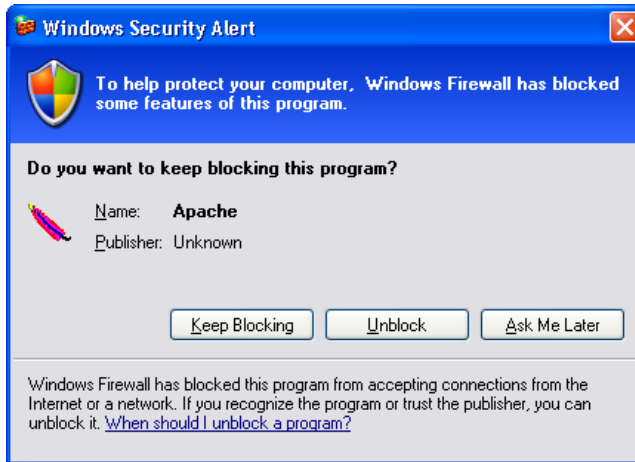 Windows Security Alert
To help protect your computer, Windows Firewall has blocked
some features of this program.
Do you want to keep blocking this program?
Name: Apache
Publisher: Unknown
Keep Blocking Unblock Ask Me Later
Windows Firewall has blocked this program from accepting connections from the
Internet or a network. If you recognize the program or trust the publisher, you can
unblock it. When should I unblock a program?